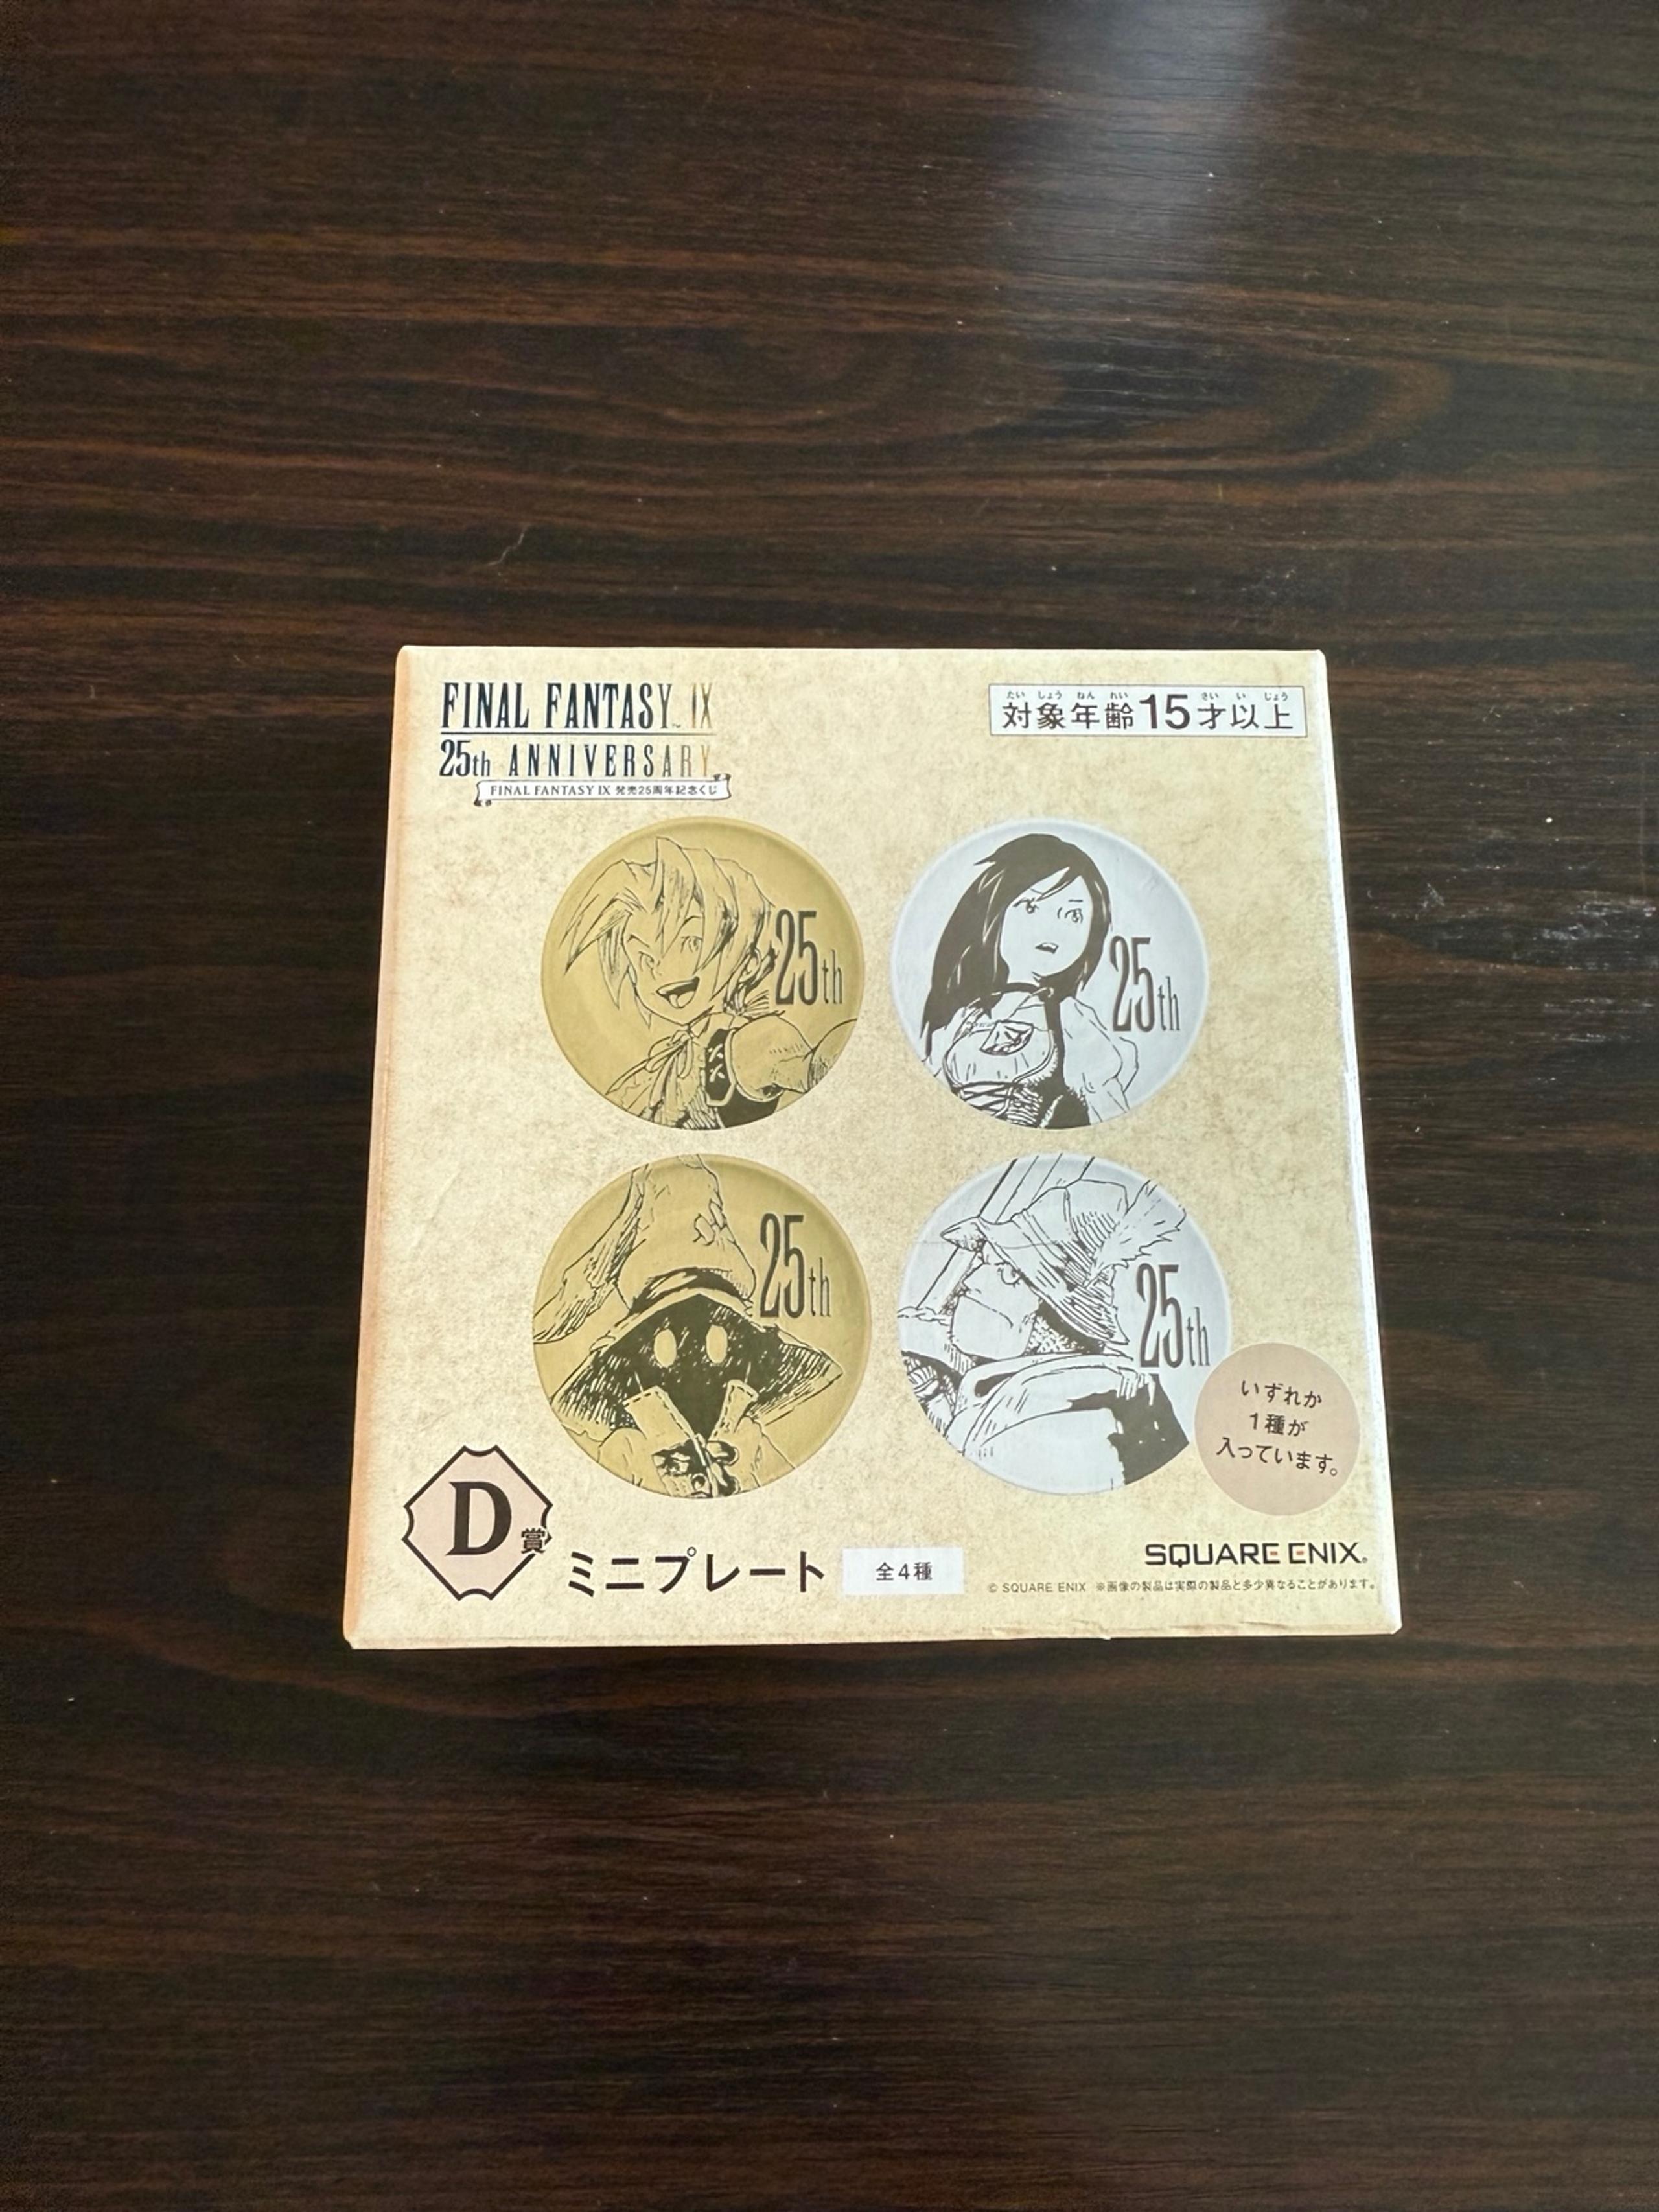 FINAL FANTASY™ IX
25th ANNIVERSARY
FINAL FANTASY IX 発売25周年記念くじ
たいしょうねんれい さいいじょう
対象年齢15才以上
25th
25th
25th
25th
いずれか
1種が
入っています。
D賞
ミニプレート
全4種
SQUARE ENIX®
© SQUARE ENIX ※画像の製品は実際の製品と多少異なることがあります。